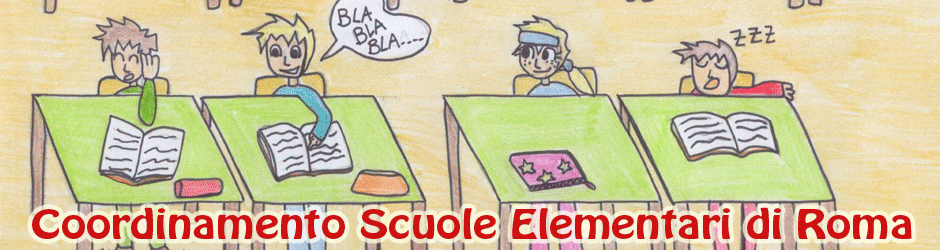 BLA
BLA
BLA....
ZZZ
Coordinamento Scuole Elementari di Roma